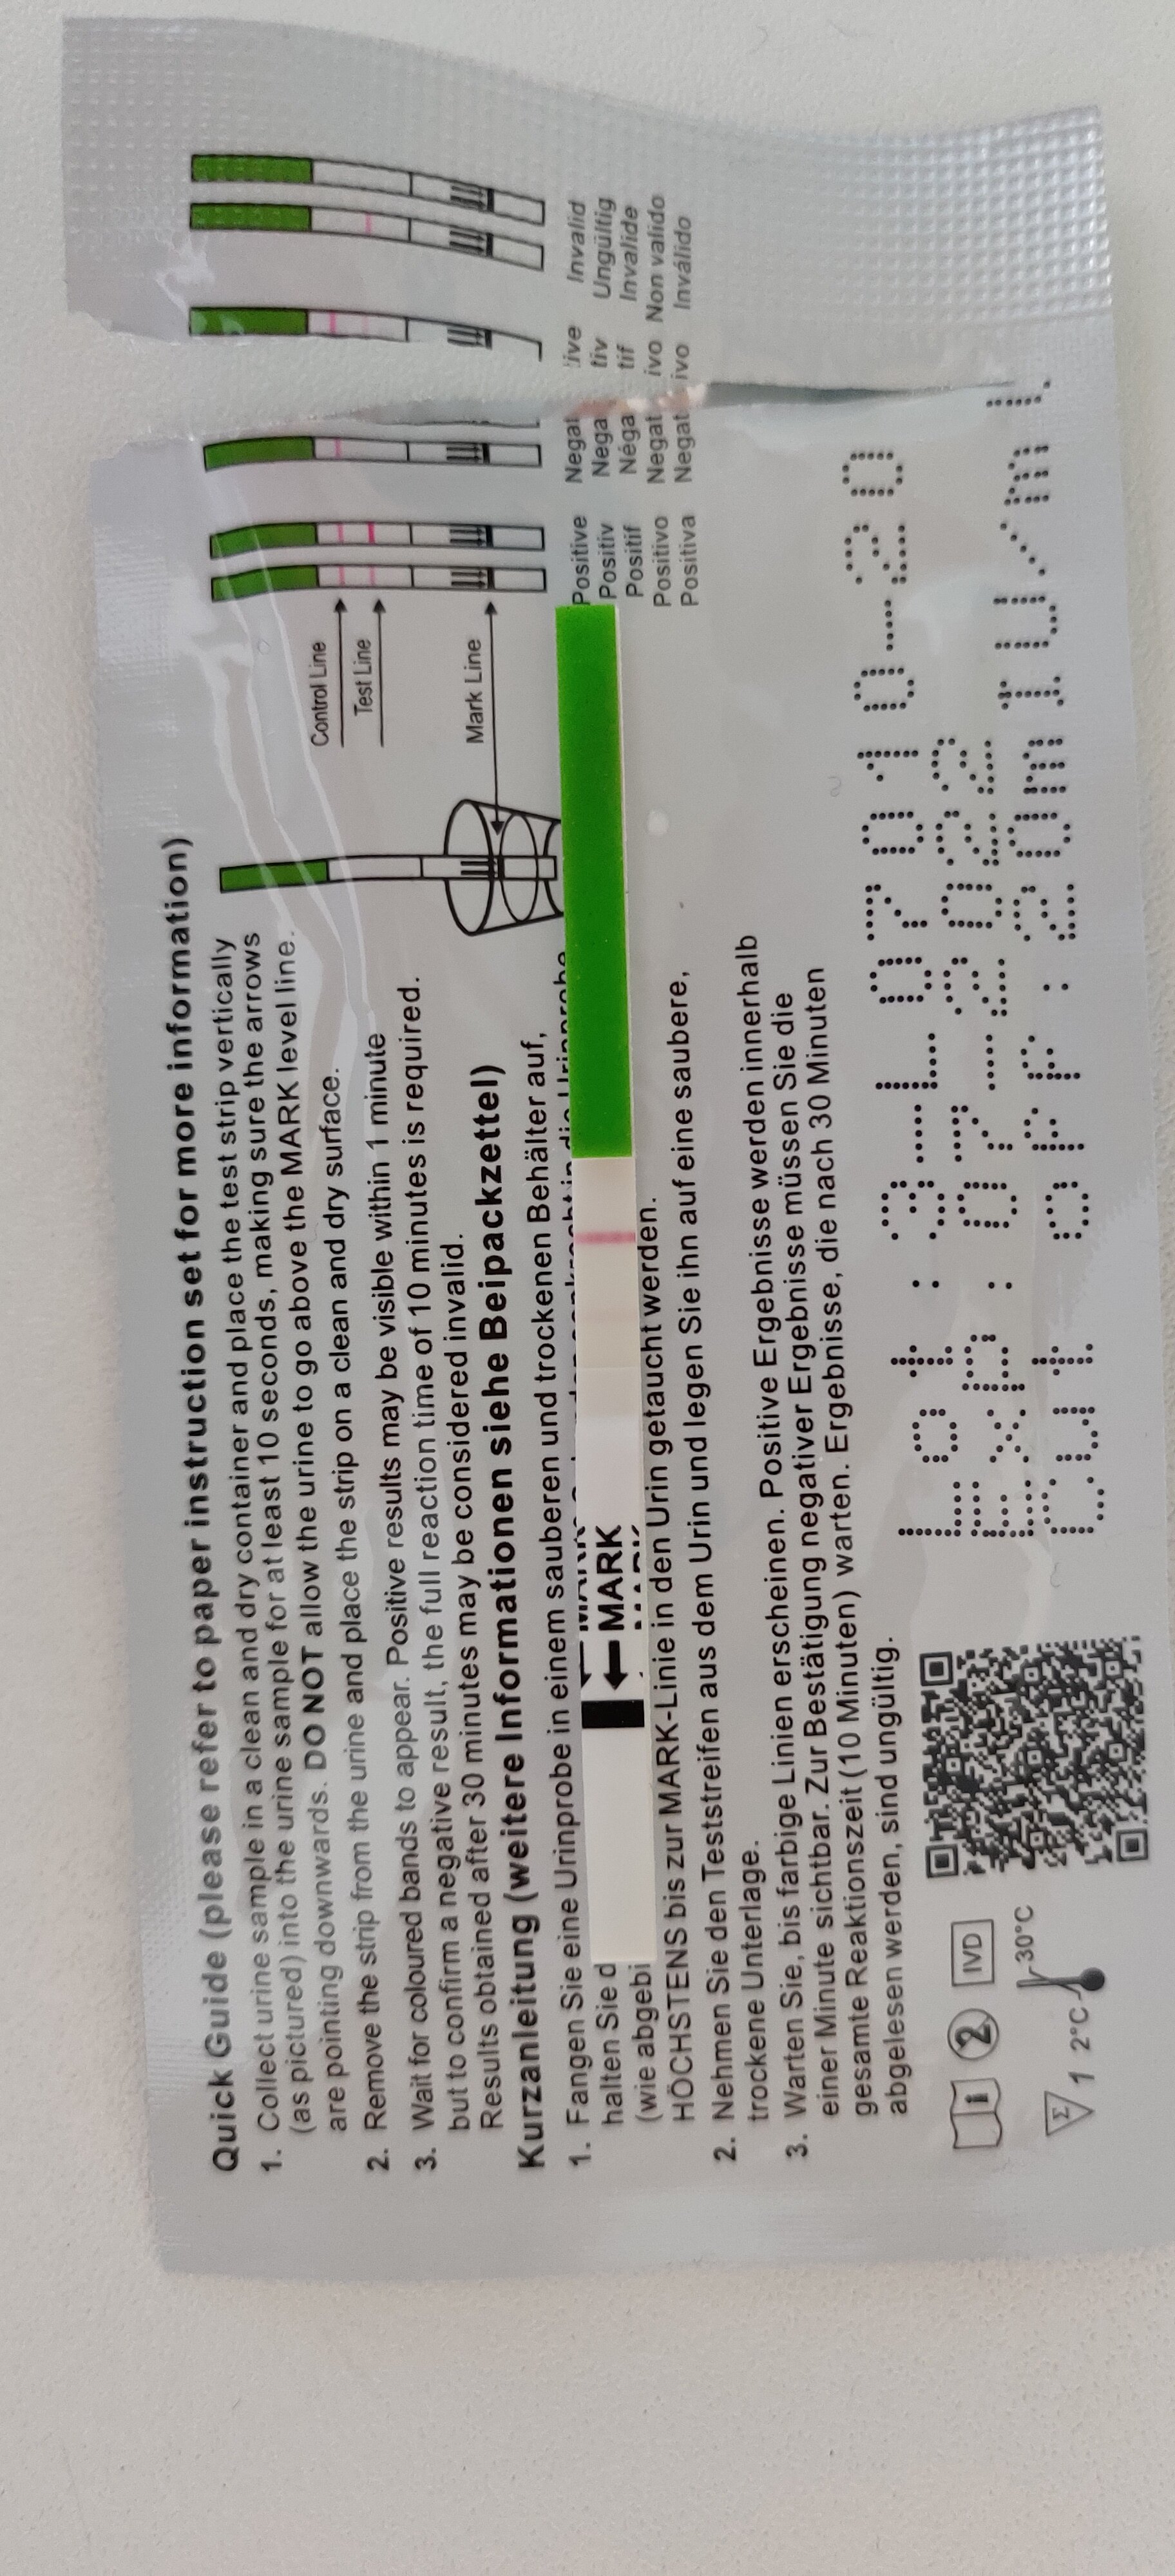 Quick Guide (please refer to paper instruction set for more information)
1. Collect urine sample in a clean and dry container and place the test strip vertically
(as pictured) into the urine sample for at least 10 seconds, making sure the arrows
are pointing downwards. DO NOT allow the urine to go above the MARK level line.
2. Remove the strip from the urine and place the strip on a clean and dry surface.
3. Wait for coloured bands to appear. Positive results may be visible within 1 minute
but to confirm a negative result, the full reaction time of 10 minutes is required.
Results obtained after 30 minutes may be considered invalid.
Control Line
Test Line
Mark Line
Positive
Positiv
Positif
Positivo
Positiva
Negat ive
Nega tiv
Néga tif
Negat ivo
Negat ivo
Invalid
Ungültig
Invalide
Non valido
Inválido
Kurzanleitung (weitere Informationen siehe Beipackzettel)
1. Fangen Sie eine Urinprobe in einem sauberen und trockenen Behälter auf,
halten Sie d
(wie abgebi
MARK
HÖCHSTENS bis zur MARK-Linie in den Urin getaucht werden.
2. Nehmen Sie den Teststreifen aus dem Urin und legen Sie ihn auf eine saubere,
trockene Unterlage.
3. Warten Sie, bis farbige Linien erscheinen. Positive Ergebnisse werden innerhalb
einer Minute sichtbar. Zur Bestätigung negativer Ergebnisse müssen Sie die
gesamte Reaktionszeit (10 Minuten) warten. Ergebnisse, die nach 30 Minuten
abgelesen werden, sind ungültig.
i 2 IVD
Σ 1 2°C 30°C